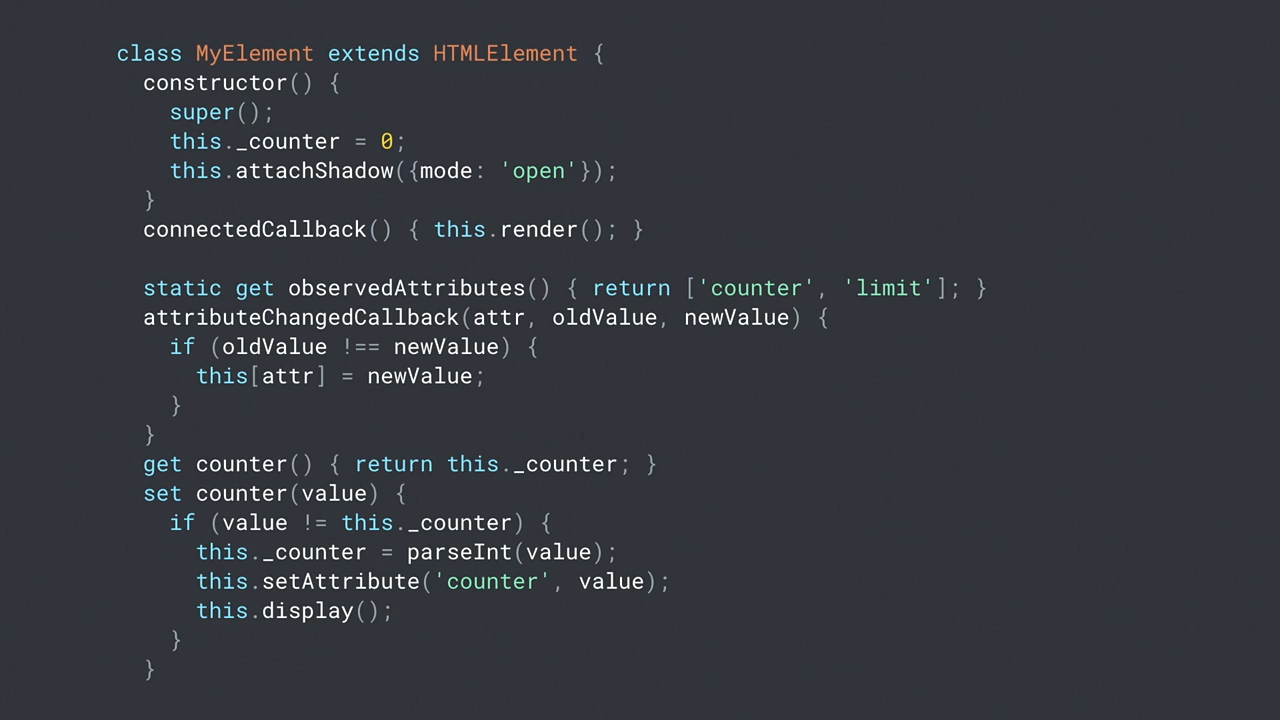 class MyElement extends HTMLElement {
  constructor() {
    super();
    this._counter = 0;
    this.attachShadow({mode: 'open'});
  }
  connectedCallback() { this.render(); }

  static get observedAttributes() { return ['counter', 'limit']; }
  attributeChangedCallback(attr, oldValue, newValue) {
    if (oldValue !== newValue) {
      this[attr] = newValue;
    }
  }
  get counter() { return this._counter; }
  set counter(value) {
    if (value != this._counter) {
      this._counter = parseInt(value);
      this.setAttribute('counter', value);
      this.display();
    }
  }